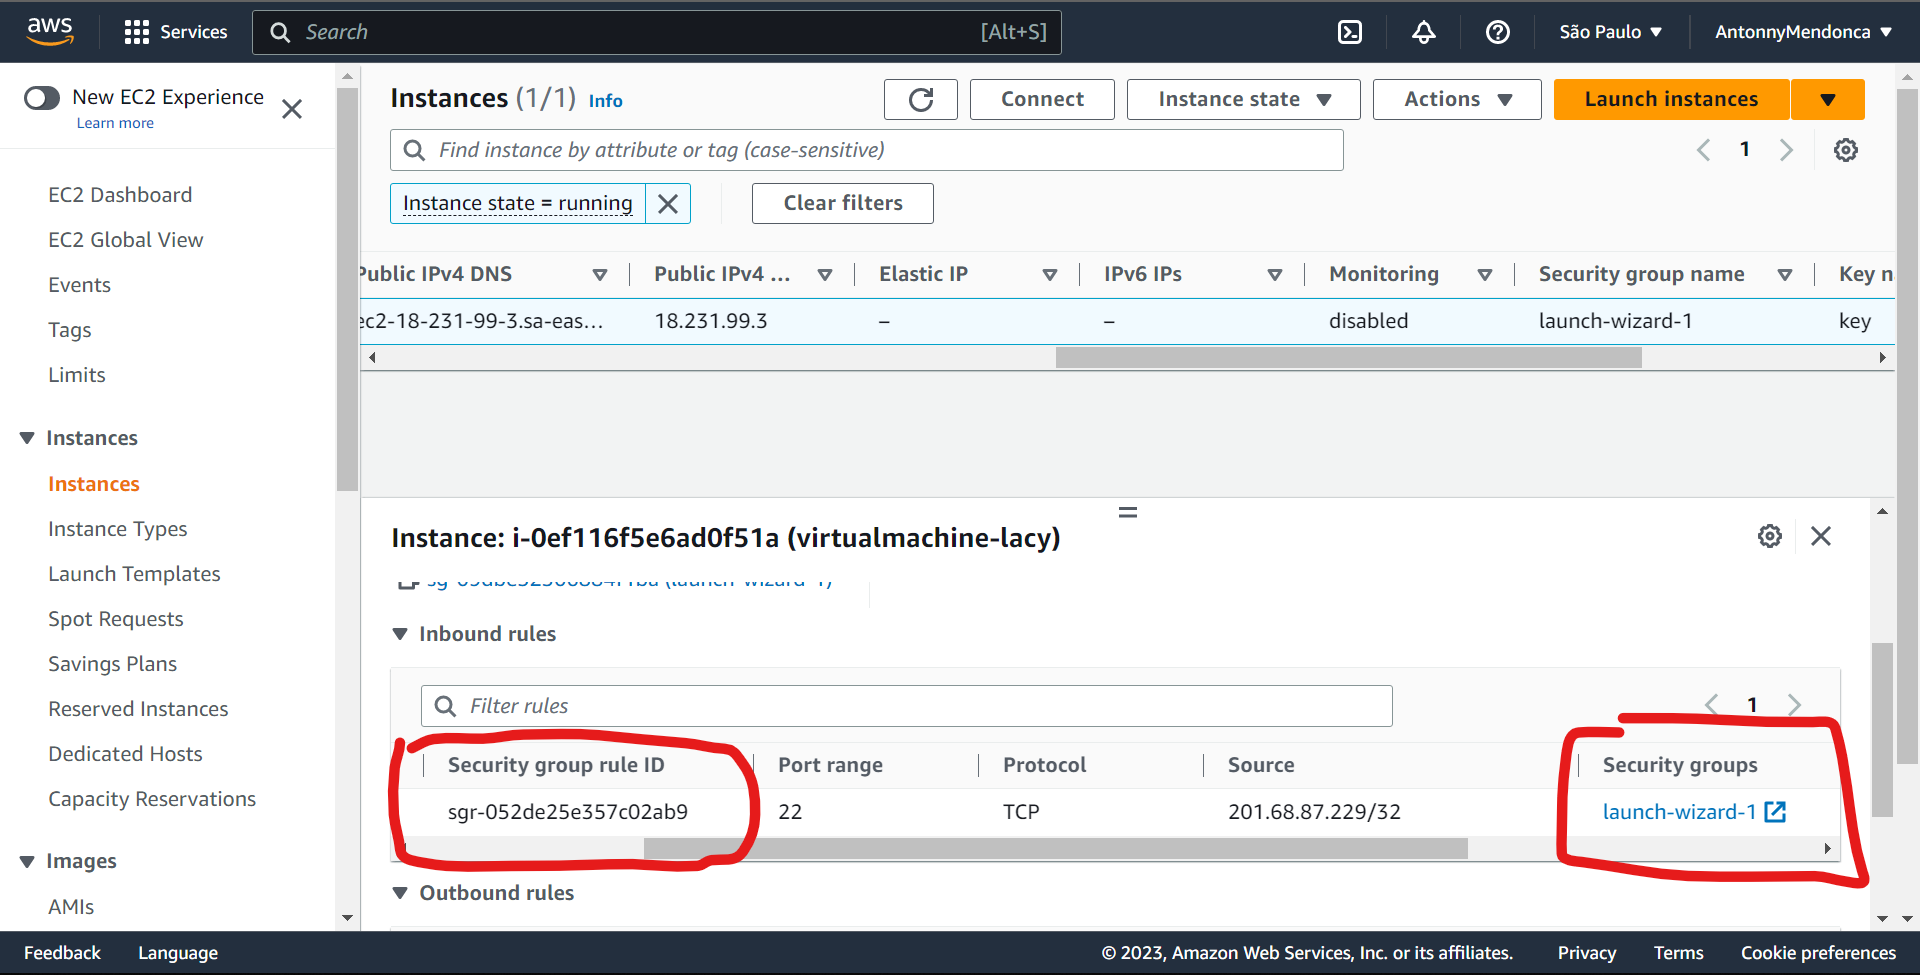 aws
Services
Search
[Alt+S]
São Paulo
AntonnyMendonca
New EC2 Experience
Learn more
EC2 Dashboard
EC2 Global View
Events
Tags
Limits
Instances
Instances
Instance Types
Launch Templates
Spot Requests
Savings Plans
Reserved Instances
Dedicated Hosts
Capacity Reservations
Images
AMIs
Instances (1/1) Info
Connect
Instance state
Actions
Launch instances
Find instance by attribute or tag (case-sensitive)
1
Instance state = running
Clear filters
Public IPv4 DNS
Public IPv4 ...
Elastic IP
IPv6 IPs
Monitoring
Security group name
Key n
ec2-18-231-99-3.sa-eas...
18.231.99.3
–
–
disabled
launch-wizard-1
key
Instance: i-0ef116f5e6ad0f51a (virtualmachine-lacy)
(launch-wizard-1)
Inbound rules
Filter rules
1
Security group rule ID
Port range
Protocol
Source
Security groups
sgr-052de25e357c02ab9
22
TCP
201.68.87.229/32
launch-wizard-1
Outbound rules
Feedback
Language
© 2023, Amazon Web Services, Inc. or its affiliates.
Privacy
Terms
Cookie preferences